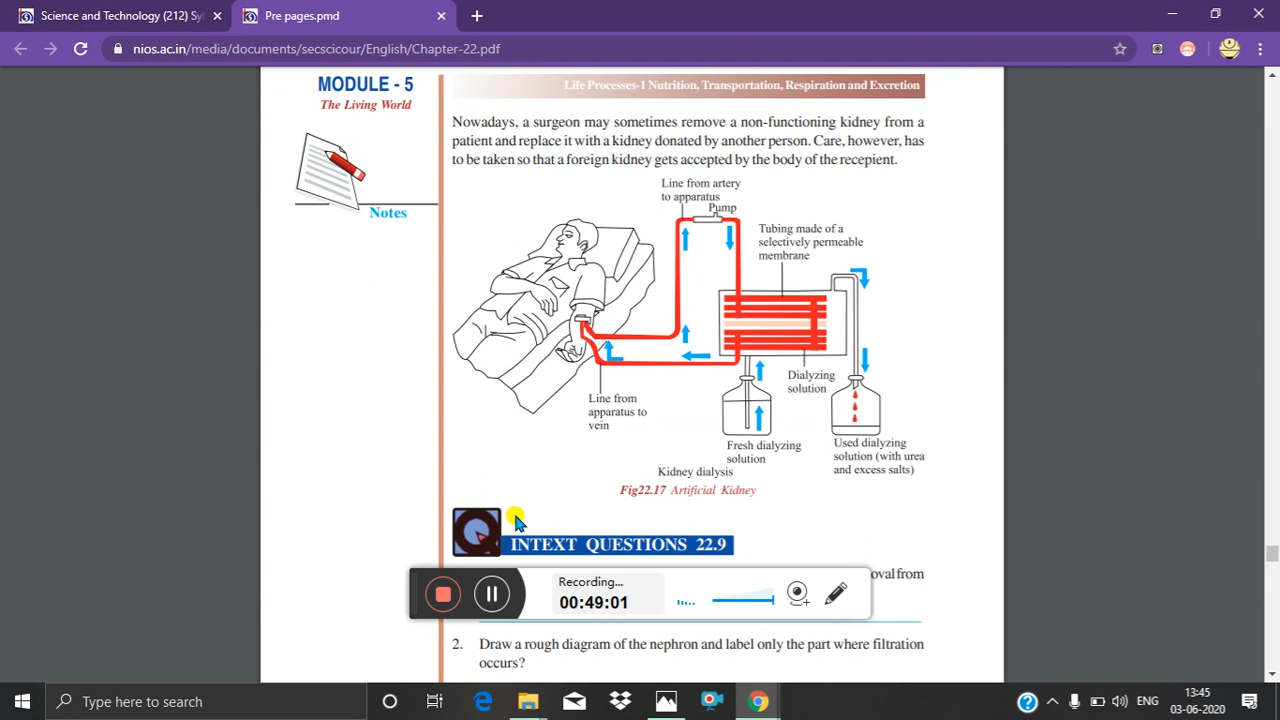 Science and Technology (212) Syl
Pre pages.pmd
nios.ac.in/media/documents/secscicour/English/Chapter-22.pdf
MODULE - 5
The Living World
Notes
Life Processes-1 Nutrition, Transportation, Respiration and Excretion
Nowadays, a surgeon may sometimes remove a non-functioning kidney from a
patient and replace it with a kidney donated by another person. Care, however, has
to be taken so that a foreign kidney gets accepted by the body of the recepient.
Line from artery
to apparatus
Pump
Tubing made of a
selectively permeable
membrane
Dialyzing
solution
Line from
apparatus to
vein
Fresh dialyzing
solution
Used dialyzing
solution (with urea
and excess salts)
Kidney dialysis
Fig22.17 Artificial Kidney
INTEXT QUESTIONS 22.9
oval from
Recording...
00:49:01
2. Draw a rough diagram of the nephron and label only the part where filtration
occurs?
Type here to search
ENG
13:45
03-06-2020